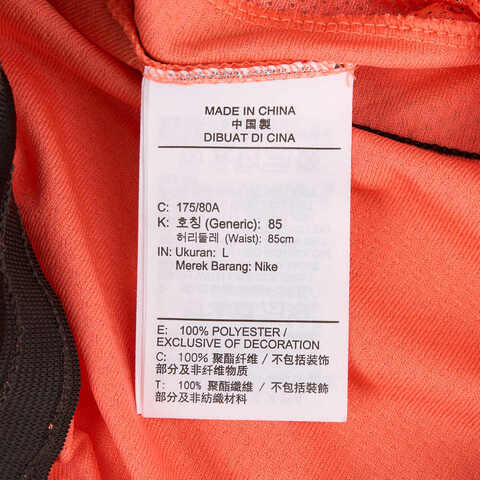 MADE IN CHINA
中国製
DIBUAT DI CINA
C: 175/80A
K: 호칭 (Generic): 85
허리둘레 (Waist): 85cm
IN: Ukuran: L
Merek Barang: Nike
E: 100% POLYESTER /
EXCLUSIVE OF DECORATION
C: 100% 聚酯纤维 / 不包括装饰
部分及非纤维物质
T: 100% 聚酯纖維 / 不包括裝飾
部分及非紡織材料